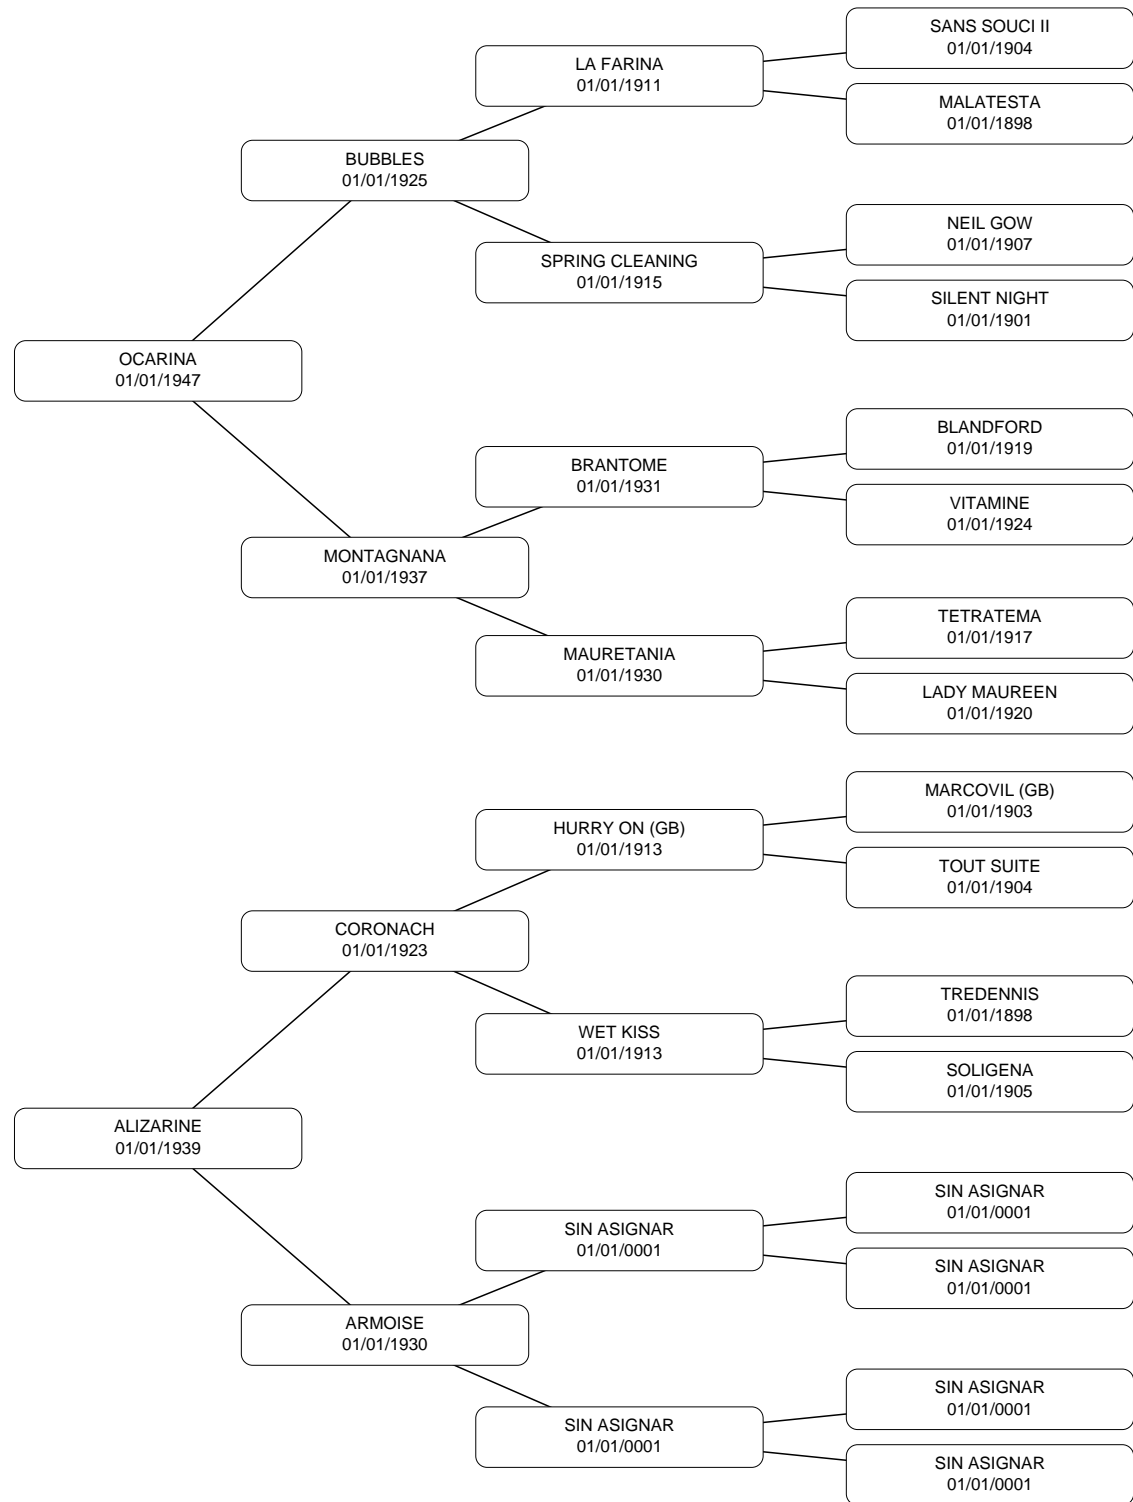 SANS SOUCI II
01/01/1904
LA FARINA
01/01/1911
MALATESTA
01/01/1898
BUBBLES
01/01/1925
NEIL GOW
01/01/1907
SPRING CLEANING
01/01/1915
SILENT NIGHT
01/01/1901
OCARINA
01/01/1947
BLANDFORD
01/01/1919
BRANTOME
01/01/1931
VITAMINE
01/01/1924
MONTAGNANA
01/01/1937
TETRATEMA
01/01/1917
MAURETANIA
01/01/1930
LADY MAUREEN
01/01/1920
MARCOVIL (GB)
01/01/1903
HURRY ON (GB)
01/01/1913
TOUT SUITE
01/01/1904
CORONACH
01/01/1923
TREDENNIS
01/01/1898
WET KISS
01/01/1913
SOLIGENA
01/01/1905
ALIZARINE
01/01/1939
SIN ASIGNAR
01/01/0001
SIN ASIGNAR
01/01/0001
SIN ASIGNAR
01/01/0001
ARMOISE
01/01/1930
SIN ASIGNAR
01/01/0001
SIN ASIGNAR
01/01/0001
SIN ASIGNAR
01/01/0001